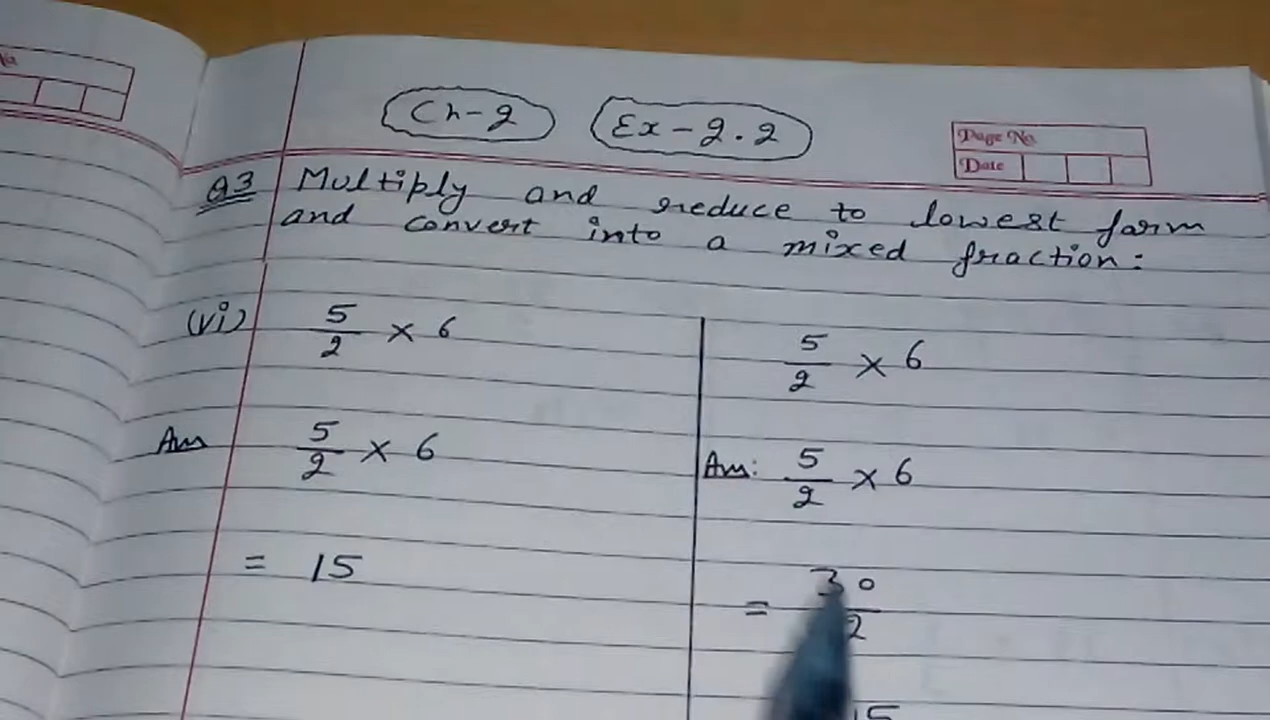 Ch-2 Ex-2.2
Page No.
Date
Q3 Multiply and reduce to lowest form
and convert into a mixed fraction:
(vi) 5/2 × 6
Ans 5/2 × 6
= 15
5/2 × 6
Ans: 5/2 × 6
= 30/2
15